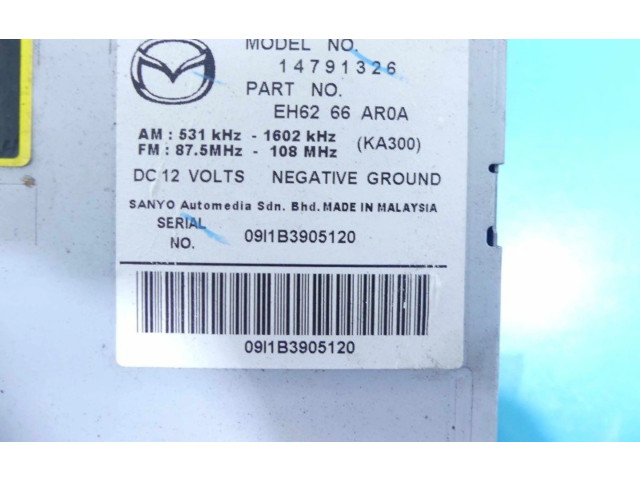 MODEL NO.
14791326
PART NO.
EH62 66 AR0A
AM : 531 kHz - 1602 kHz
FM : 87.5MHz - 108 MHz
(KA300)
DC 12 VOLTS NEGATIVE GROUND
SANYO Automedia Sdn. Bhd. MADE IN MALAYSIA
SERIAL
NO.
09I1B3905120
09I1B3905120